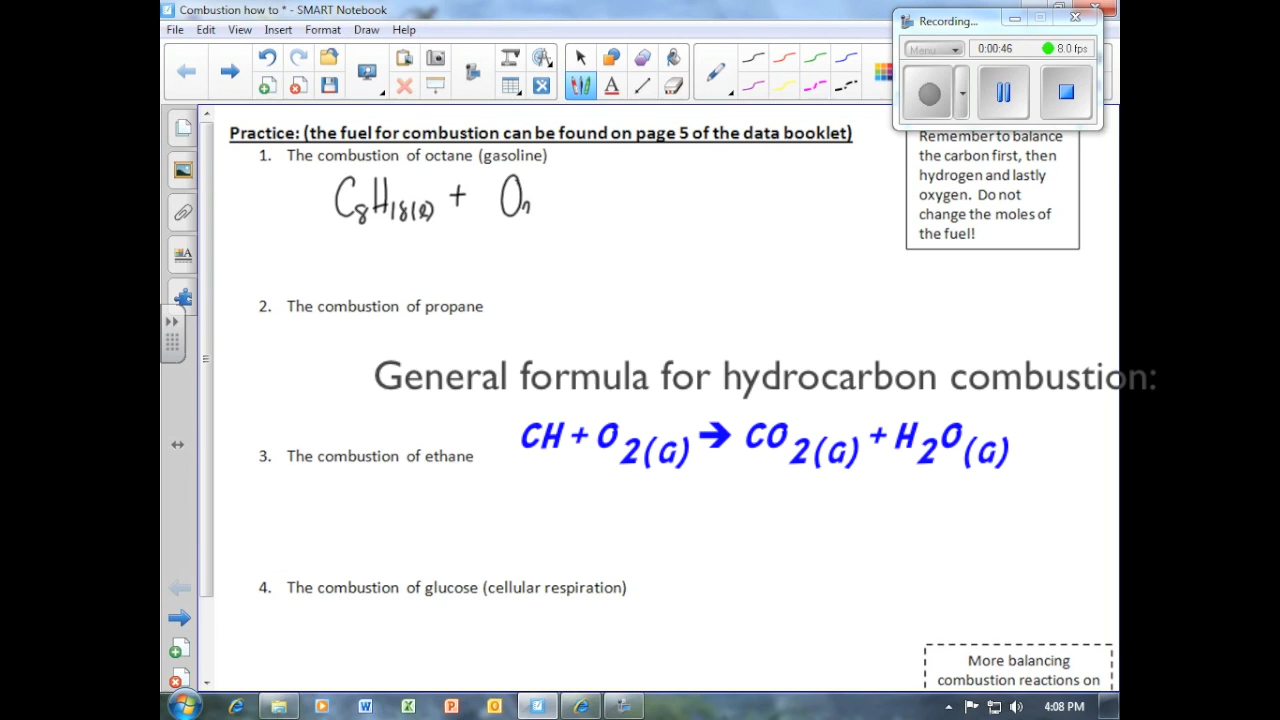 Combustion how to * - SMART Notebook
File Edit View Insert Format Draw Help
Recording...
Menu 0:00:46 8.0 fps
Practice: (the fuel for combustion can be found on page 5 of the data booklet)
1. The combustion of octane (gasoline)
C8H18(l) + O
Remember to balance
the carbon first, then
hydrogen and lastly
oxygen. Do not
change the moles of
the fuel!
2. The combustion of propane
General formula for hydrocarbon combustion:
CH + O2(G) ➔ CO2(G) + H2O(G)
3. The combustion of ethane
4. The combustion of glucose (cellular respiration)
More balancing
combustion reactions on
4:08 PM